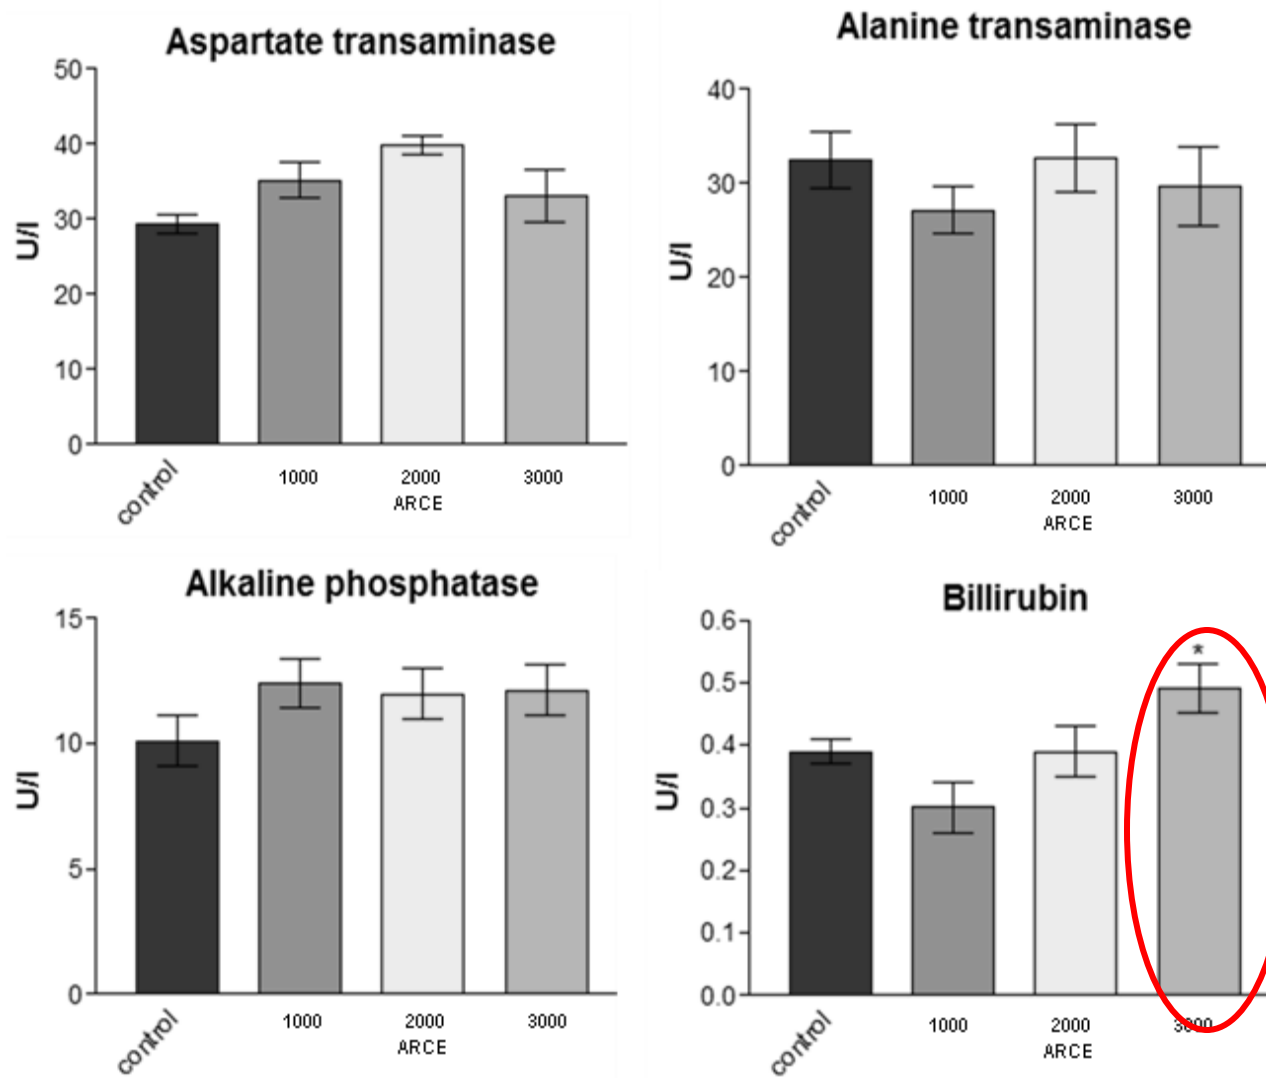 Aspartate transaminase
50
40
30
20
10
0
U/l
control
1000
2000
3000
ARCE
Alanine transaminase
40
30
20
10
0
U/l
control
1000
2000
3000
ARCE
Alkaline phosphatase
15
10
5
0
U/l
control
1000
2000
3000
ARCE
Billirubin
0.6
0.5
0.4
0.3
0.2
0.1
0.0
U/l
*
control
1000
2000
3000
ARCE